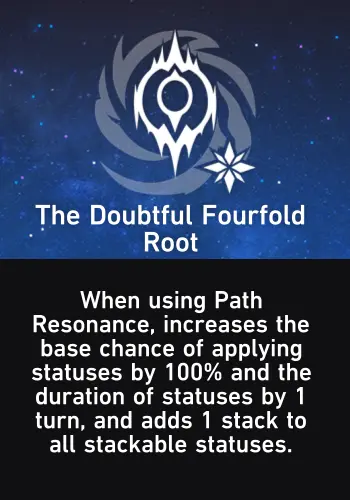 The Doubtful Fourfold
Root
When using Path
Resonance, increases the
base chance of applying
statuses by 100% and the
duration of statuses by 1
turn, and adds 1 stack to
all stackable statuses.